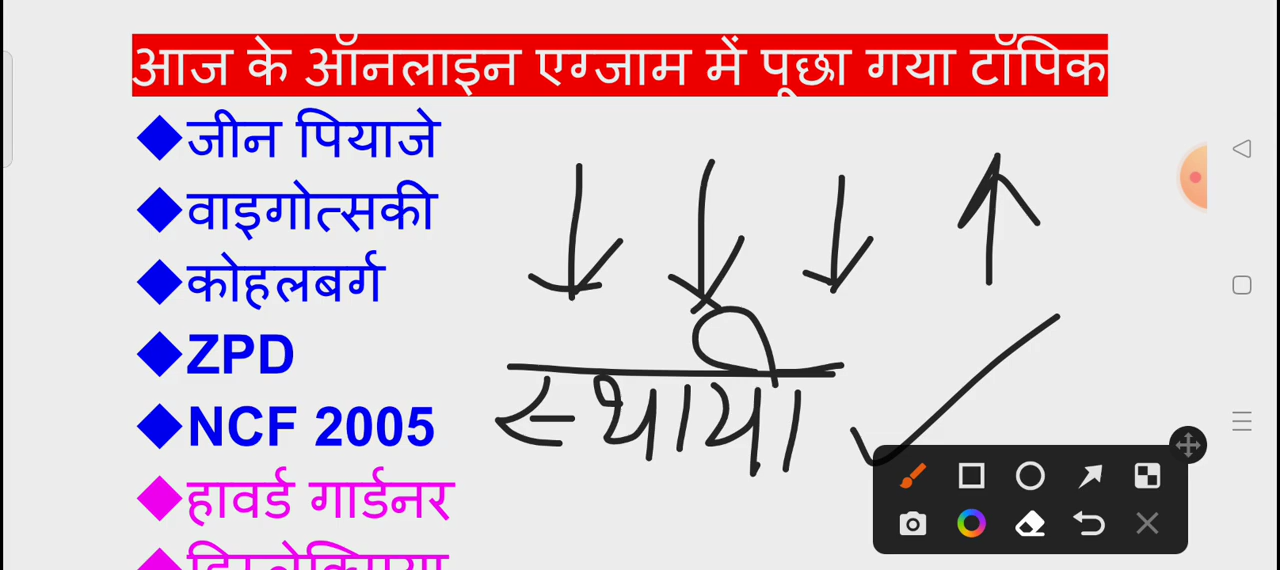 आज के ऑनलाइन एग्जाम में पूछा गया टॉपिक
◆जीन पियाजे
◆वाइगोत्सकी
◆कोहलबर्ग
◆ZPD
◆NCF 2005
◆हावर्ड गार्डनर
स्थायी